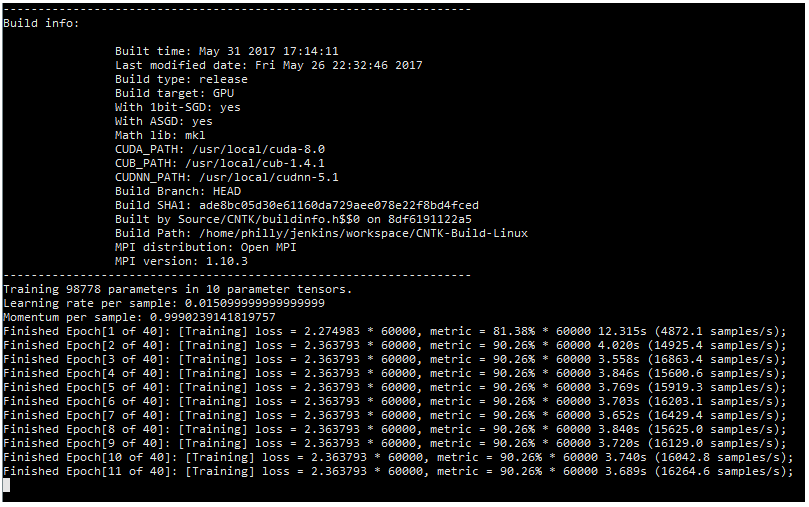 -------------------------------------------------------------------
Build info:
Built time: May 31 2017 17:14:11
Last modified date: Fri May 26 22:32:46 2017
Build type: release
Build target: GPU
With 1bit-SGD: yes
With ASGD: yes
Math lib: mkl
CUDA_PATH: /usr/local/cuda-8.0
CUB_PATH: /usr/local/cub-1.4.1
CUDNN_PATH: /usr/local/cudnn-5.1
Build Branch: HEAD
Build SHA1: ade8bc05d30e61160da729aee078e22f8bd4fced
Built by Source/CNTK/buildinfo.h$$0 on 8df6191122a5
Build Path: /home/philly/jenkins/workspace/CNTK-Build-Linux
MPI distribution: Open MPI
MPI version: 1.10.3
-------------------------------------------------------------------
Training 98778 parameters in 10 parameter tensors.
Learning rate per sample: 0.015099999999999999
Momentum per sample: 0.9990239141819757
Finished Epoch[1 of 40]: [Training] loss = 2.274983 * 60000, metric = 81.38% * 60000 12.315s (4872.1 samples/s);
Finished Epoch[2 of 40]: [Training] loss = 2.363793 * 60000, metric = 90.26% * 60000 4.020s (14925.4 samples/s);
Finished Epoch[3 of 40]: [Training] loss = 2.363793 * 60000, metric = 90.26% * 60000 3.558s (16863.4 samples/s);
Finished Epoch[4 of 40]: [Training] loss = 2.363793 * 60000, metric = 90.26% * 60000 3.846s (15600.6 samples/s);
Finished Epoch[5 of 40]: [Training] loss = 2.363793 * 60000, metric = 90.26% * 60000 3.769s (15919.3 samples/s);
Finished Epoch[6 of 40]: [Training] loss = 2.363793 * 60000, metric = 90.26% * 60000 3.703s (16203.1 samples/s);
Finished Epoch[7 of 40]: [Training] loss = 2.363793 * 60000, metric = 90.26% * 60000 3.652s (16429.4 samples/s);
Finished Epoch[8 of 40]: [Training] loss = 2.363793 * 60000, metric = 90.26% * 60000 3.840s (15625.0 samples/s);
Finished Epoch[9 of 40]: [Training] loss = 2.363793 * 60000, metric = 90.26% * 60000 3.720s (16129.0 samples/s);
Finished Epoch[10 of 40]: [Training] loss = 2.363793 * 60000, metric = 90.26% * 60000 3.740s (16042.8 samples/s);
Finished Epoch[11 of 40]: [Training] loss = 2.363793 * 60000, metric = 90.26% * 60000 3.689s (16264.6 samples/s);